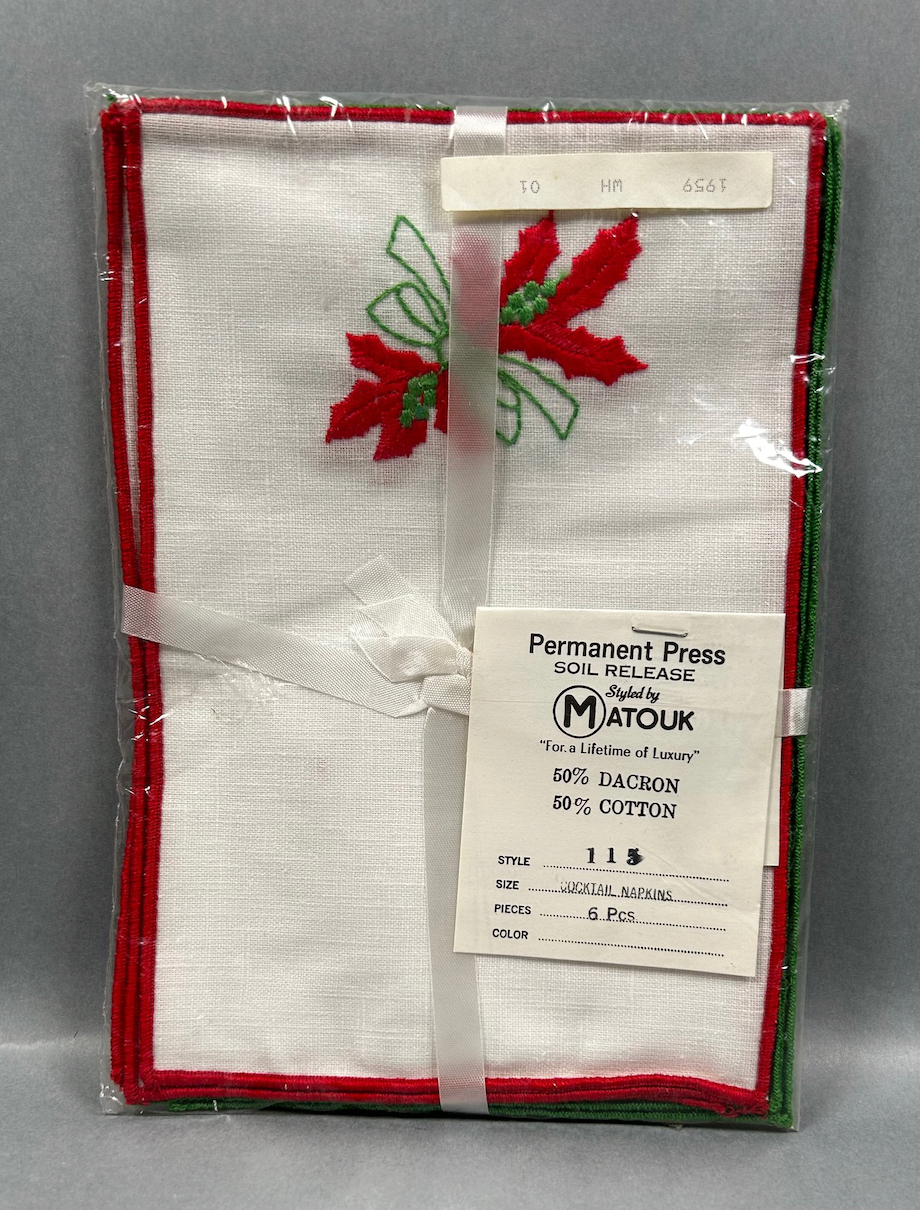 1959 WH 01
Permanent Press
SOIL RELEASE
Styled by
MATOUK
"For a Lifetime of Luxury"
50% DACRON
50% COTTON
STYLE 115
SIZE COCKTAIL NAPKINS
PIECES 6 Pcs
COLOR